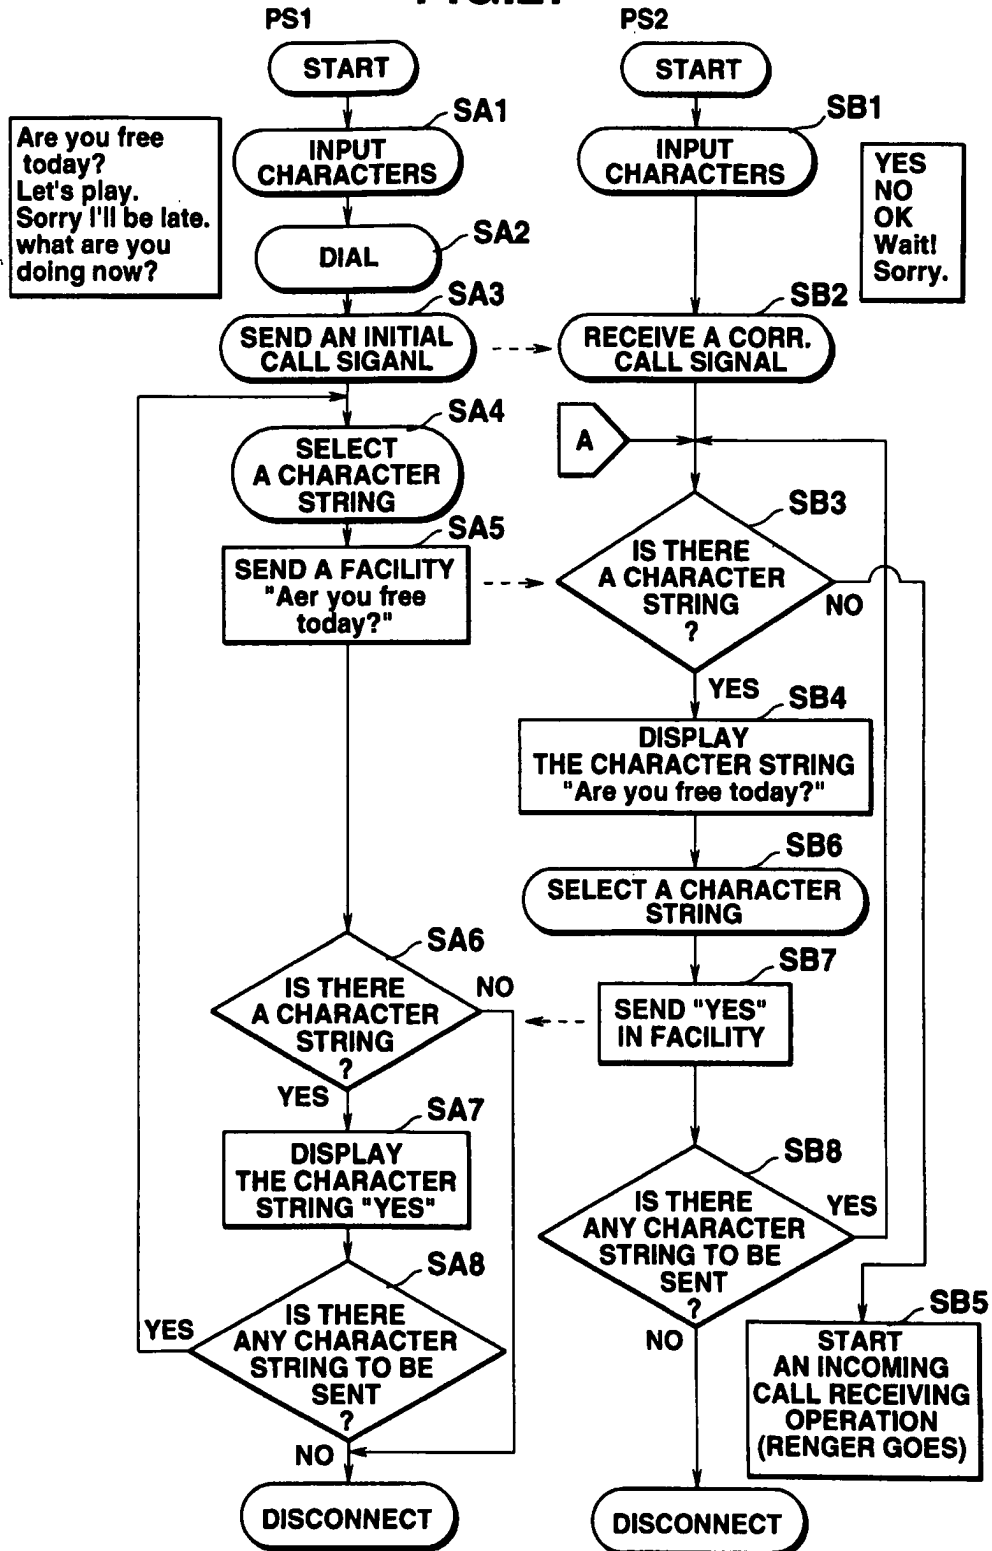 PS1
START
SA1
INPUT
CHARACTERS
Are you free
today?
Let's play.
Sorry I'll be late.
what are you
doing now?
SA2
DIAL
SA3
SEND AN INITIAL
CALL SIGANL
SA4
SELECT
A CHARACTER
STRING
SA5
SEND A FACILITY
"Aer you free
today?"
SA6
IS THERE
A CHARACTER
STRING
?
NO
YES
SA7
DISPLAY
THE CHARACTER
STRING "YES"
SA8
IS THERE
ANY CHARACTER
STRING TO BE
SENT
?
YES
NO
DISCONNECT
PS2
START
SB1
INPUT
CHARACTERS
YES
NO
OK
Wait!
Sorry.
SB2
RECEIVE A CORR.
CALL SIGNAL
A
SB3
IS THERE
A CHARACTER
STRING
?
NO
YES
SB4
DISPLAY
THE CHARACTER STRING
"Are you free today?"
SB6
SELECT A CHARACTER
STRING
SB7
SEND "YES"
IN FACILITY
SB8
IS THERE
ANY CHARACTER
STRING TO BE
SENT
?
YES
NO
SB5
START
AN INCOMING
CALL RECEIVING
OPERATION
(RENGER GOES)
DISCONNECT